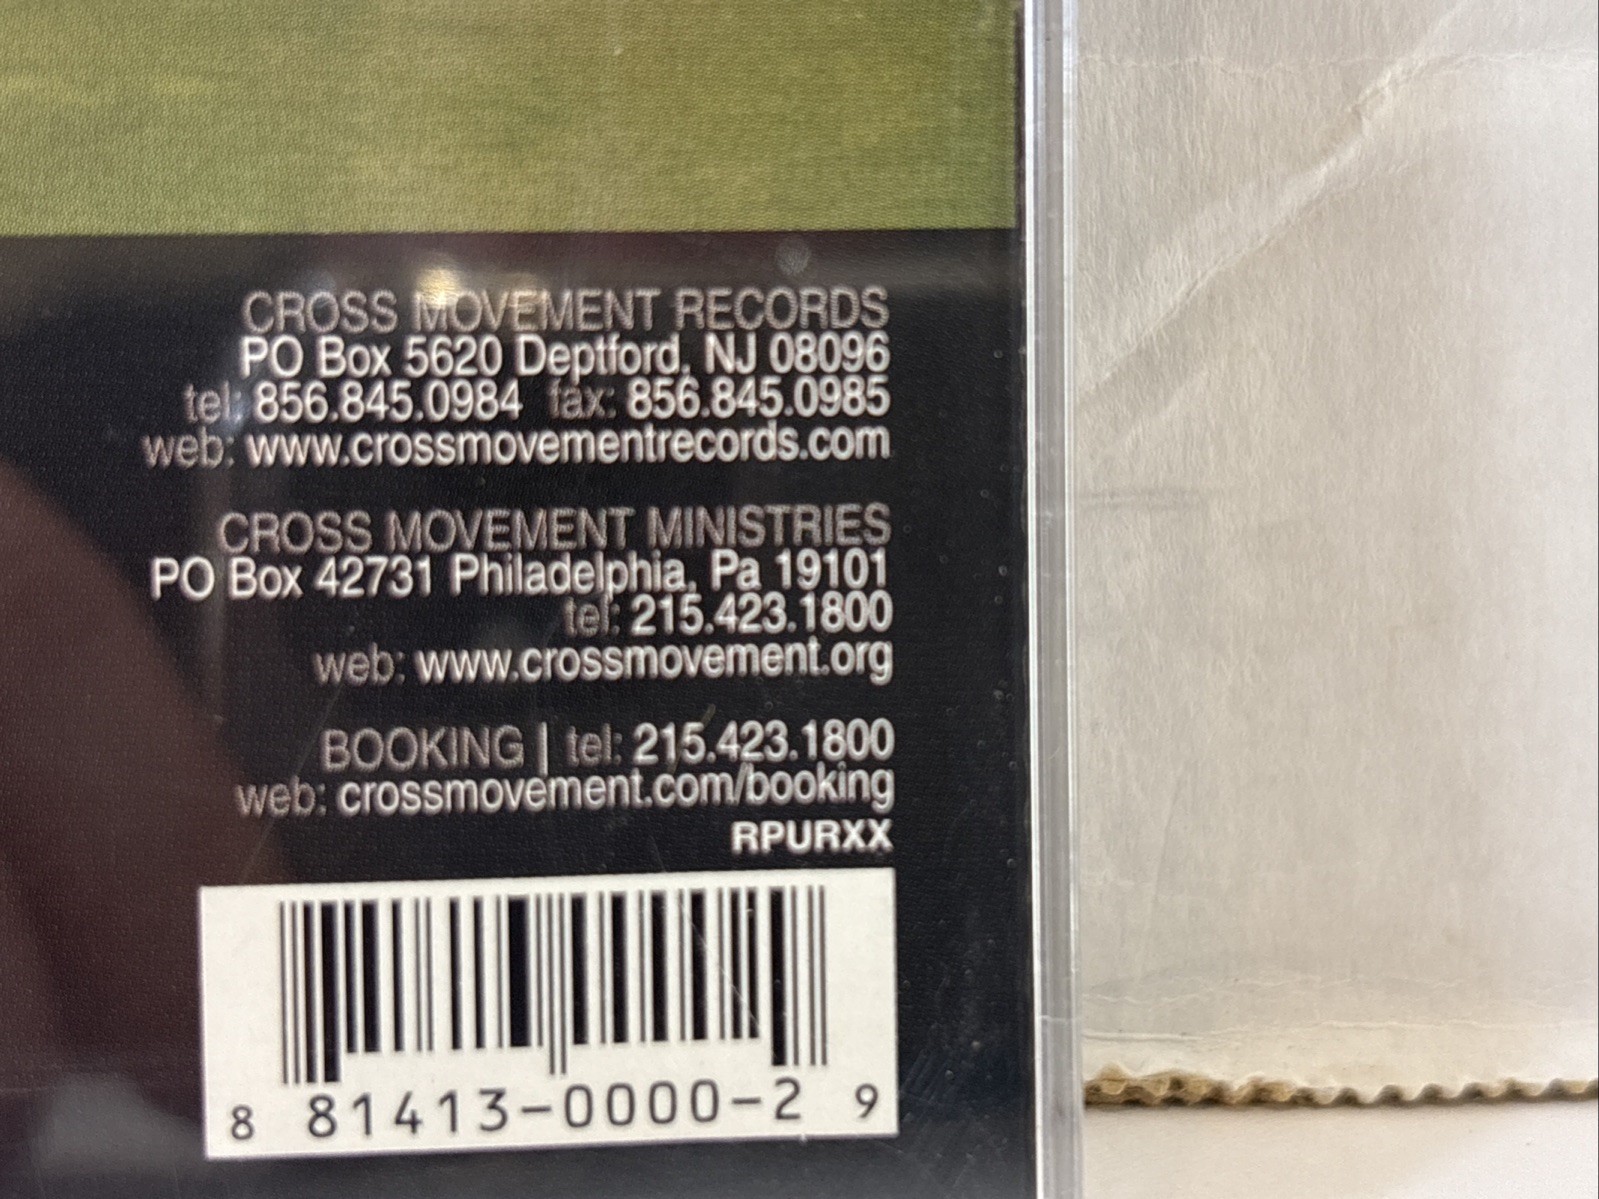 CROSS MOVEMENT RECORDS
PO Box 5620 Deptford, NJ 08096
tel: 856.845.0984 fax: 856.845.0985
web: www.crossmovementrecords.com
CROSS MOVEMENT MINISTRIES
PO Box 42731 Philadelphia, Pa 19101
tel: 215.423.1800
web: www.crossmovement.org
BOOKING | tel: 215.423.1800
web: crossmovement.com/booking
RPURXX
8 81413-0000-2 9